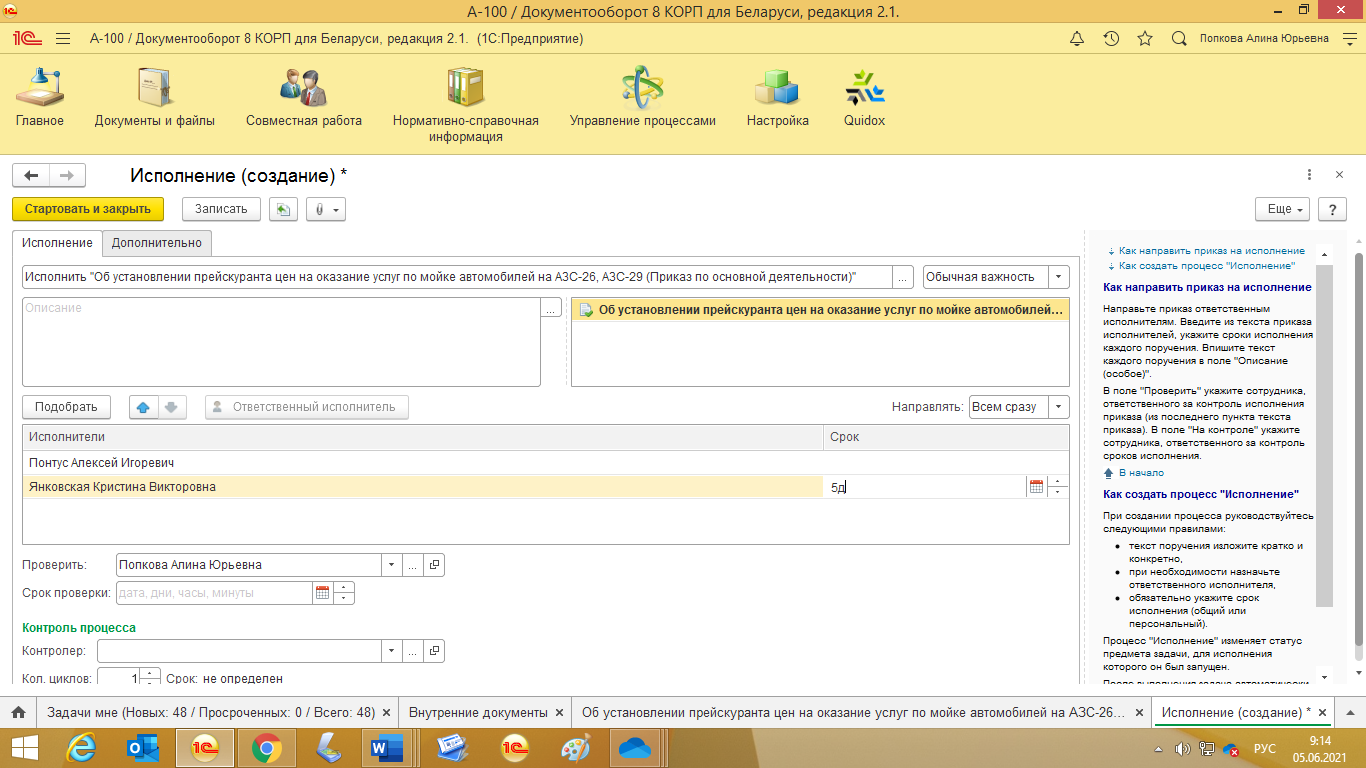 А-100 / Документооборот 8 КОРП для Беларуси, редакция 2.1.
1С А-100 / Документооборот 8 КОРП для Беларуси, редакция 2.1. (1С:Предприятие) Попкова Алина Юрьевна
Главное Документы и файлы Совместная работа Нормативно-справочная информация Управление процессами Настройка Quidox
Исполнение (создание) *
Стартовать и закрыть Записать Еще ?
Исполнение Дополнительно
Исполнить "Об установлении прейскуранта цен на оказание услуг по мойке автомобилей на АЗС-26, АЗС-29 (Приказ по основной деятельности)" ... Обычная важность
Описание ... Об установлении прейскуранта цен на оказание услуг по мойке автомобилей...
Подобрать Ответственный исполнитель Направлять: Всем сразу
Исполнители Срок
Понтус Алексей Игоревич
Янковская Кристина Викторовна 5д
Проверить: Попкова Алина Юрьевна ...
Срок проверки: дата, дни, часы, минуты
Контроль процесса
Контролер: ...
Кол. циклов: 1 Срок: не определен
Как направить приказ на исполнение
Как создать процесс "Исполнение"
Как направить приказ на исполнение
Направьте приказ ответственным
исполнителям. Введите из текста приказа
исполнителей, укажите сроки исполнения
каждого поручения. Впишите текст
каждого поручения в поле "Описание
(особое)".
В поле "Проверить" укажите сотрудника,
ответственного за контроль исполнения
приказа (из последнего пункта текста
приказа). В поле "На контроле" укажите
сотрудника, ответственного за контроль
сроков исполнения.
В начало
Как создать процесс "Исполнение"
При создании процесса руководствуйтесь
следующими правилами:
• текст поручения изложите кратко и
конкретно,
• при необходимости назначьте
ответственного исполнителя,
• обязательно укажите срок
исполнения (общий или
персональный).
Процесс "Исполнение" изменяет статус
предмета задачи, для исполнения
которого он был запущен.
После выполнения задача автоматически
Задачи мне (Новых: 48 / Просроченных: 0 / Всего: 48) Внутренние документы Об установлении прейскуранта цен на оказание услуг по мойке автомобилей на АЗС-26... Исполнение (создание) *
РУС 9:14
05.06.2021